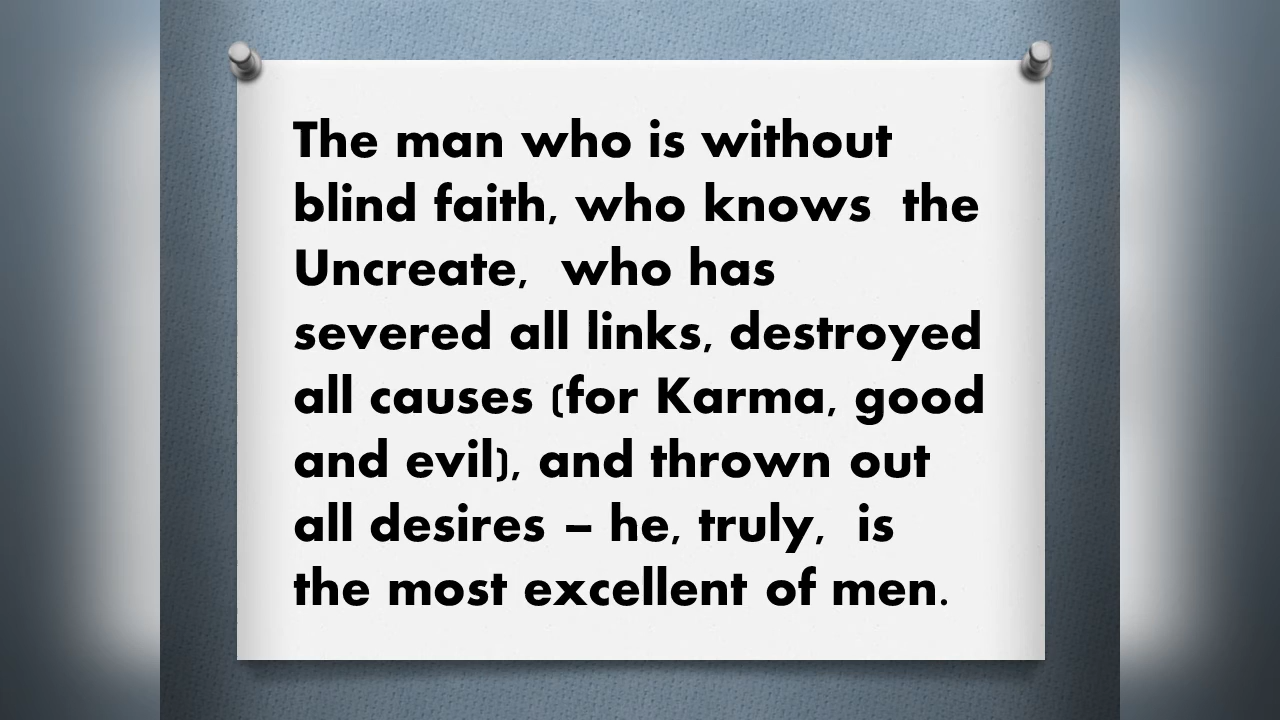 The man who is without
blind faith, who knows  the
Uncreate,  who has
severed all links, destroyed
all causes (for Karma, good
and evil), and thrown out
all desires – he, truly,  is
the most excellent of men.